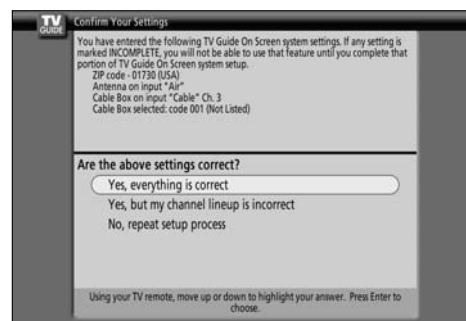 TV
GUIDE
Confirm Your Settings
You have entered the following TV Guide On Screen system settings. If any setting is
marked INCOMPLETE, you will not be able to use that feature until you complete that
portion of TV Guide On Screen system setup.
ZIP code - 01730 (USA)
Antenna on input "Air"
Cable Box on input "Cable" Ch. 3
Cable Box selected: code 001 (Not Listed)
Are the above settings correct?
Yes, everything is correct
Yes, but my channel lineup is incorrect
No, repeat setup process
Using your TV remote, move up or down to highlight your answer. Press Enter to
choose.